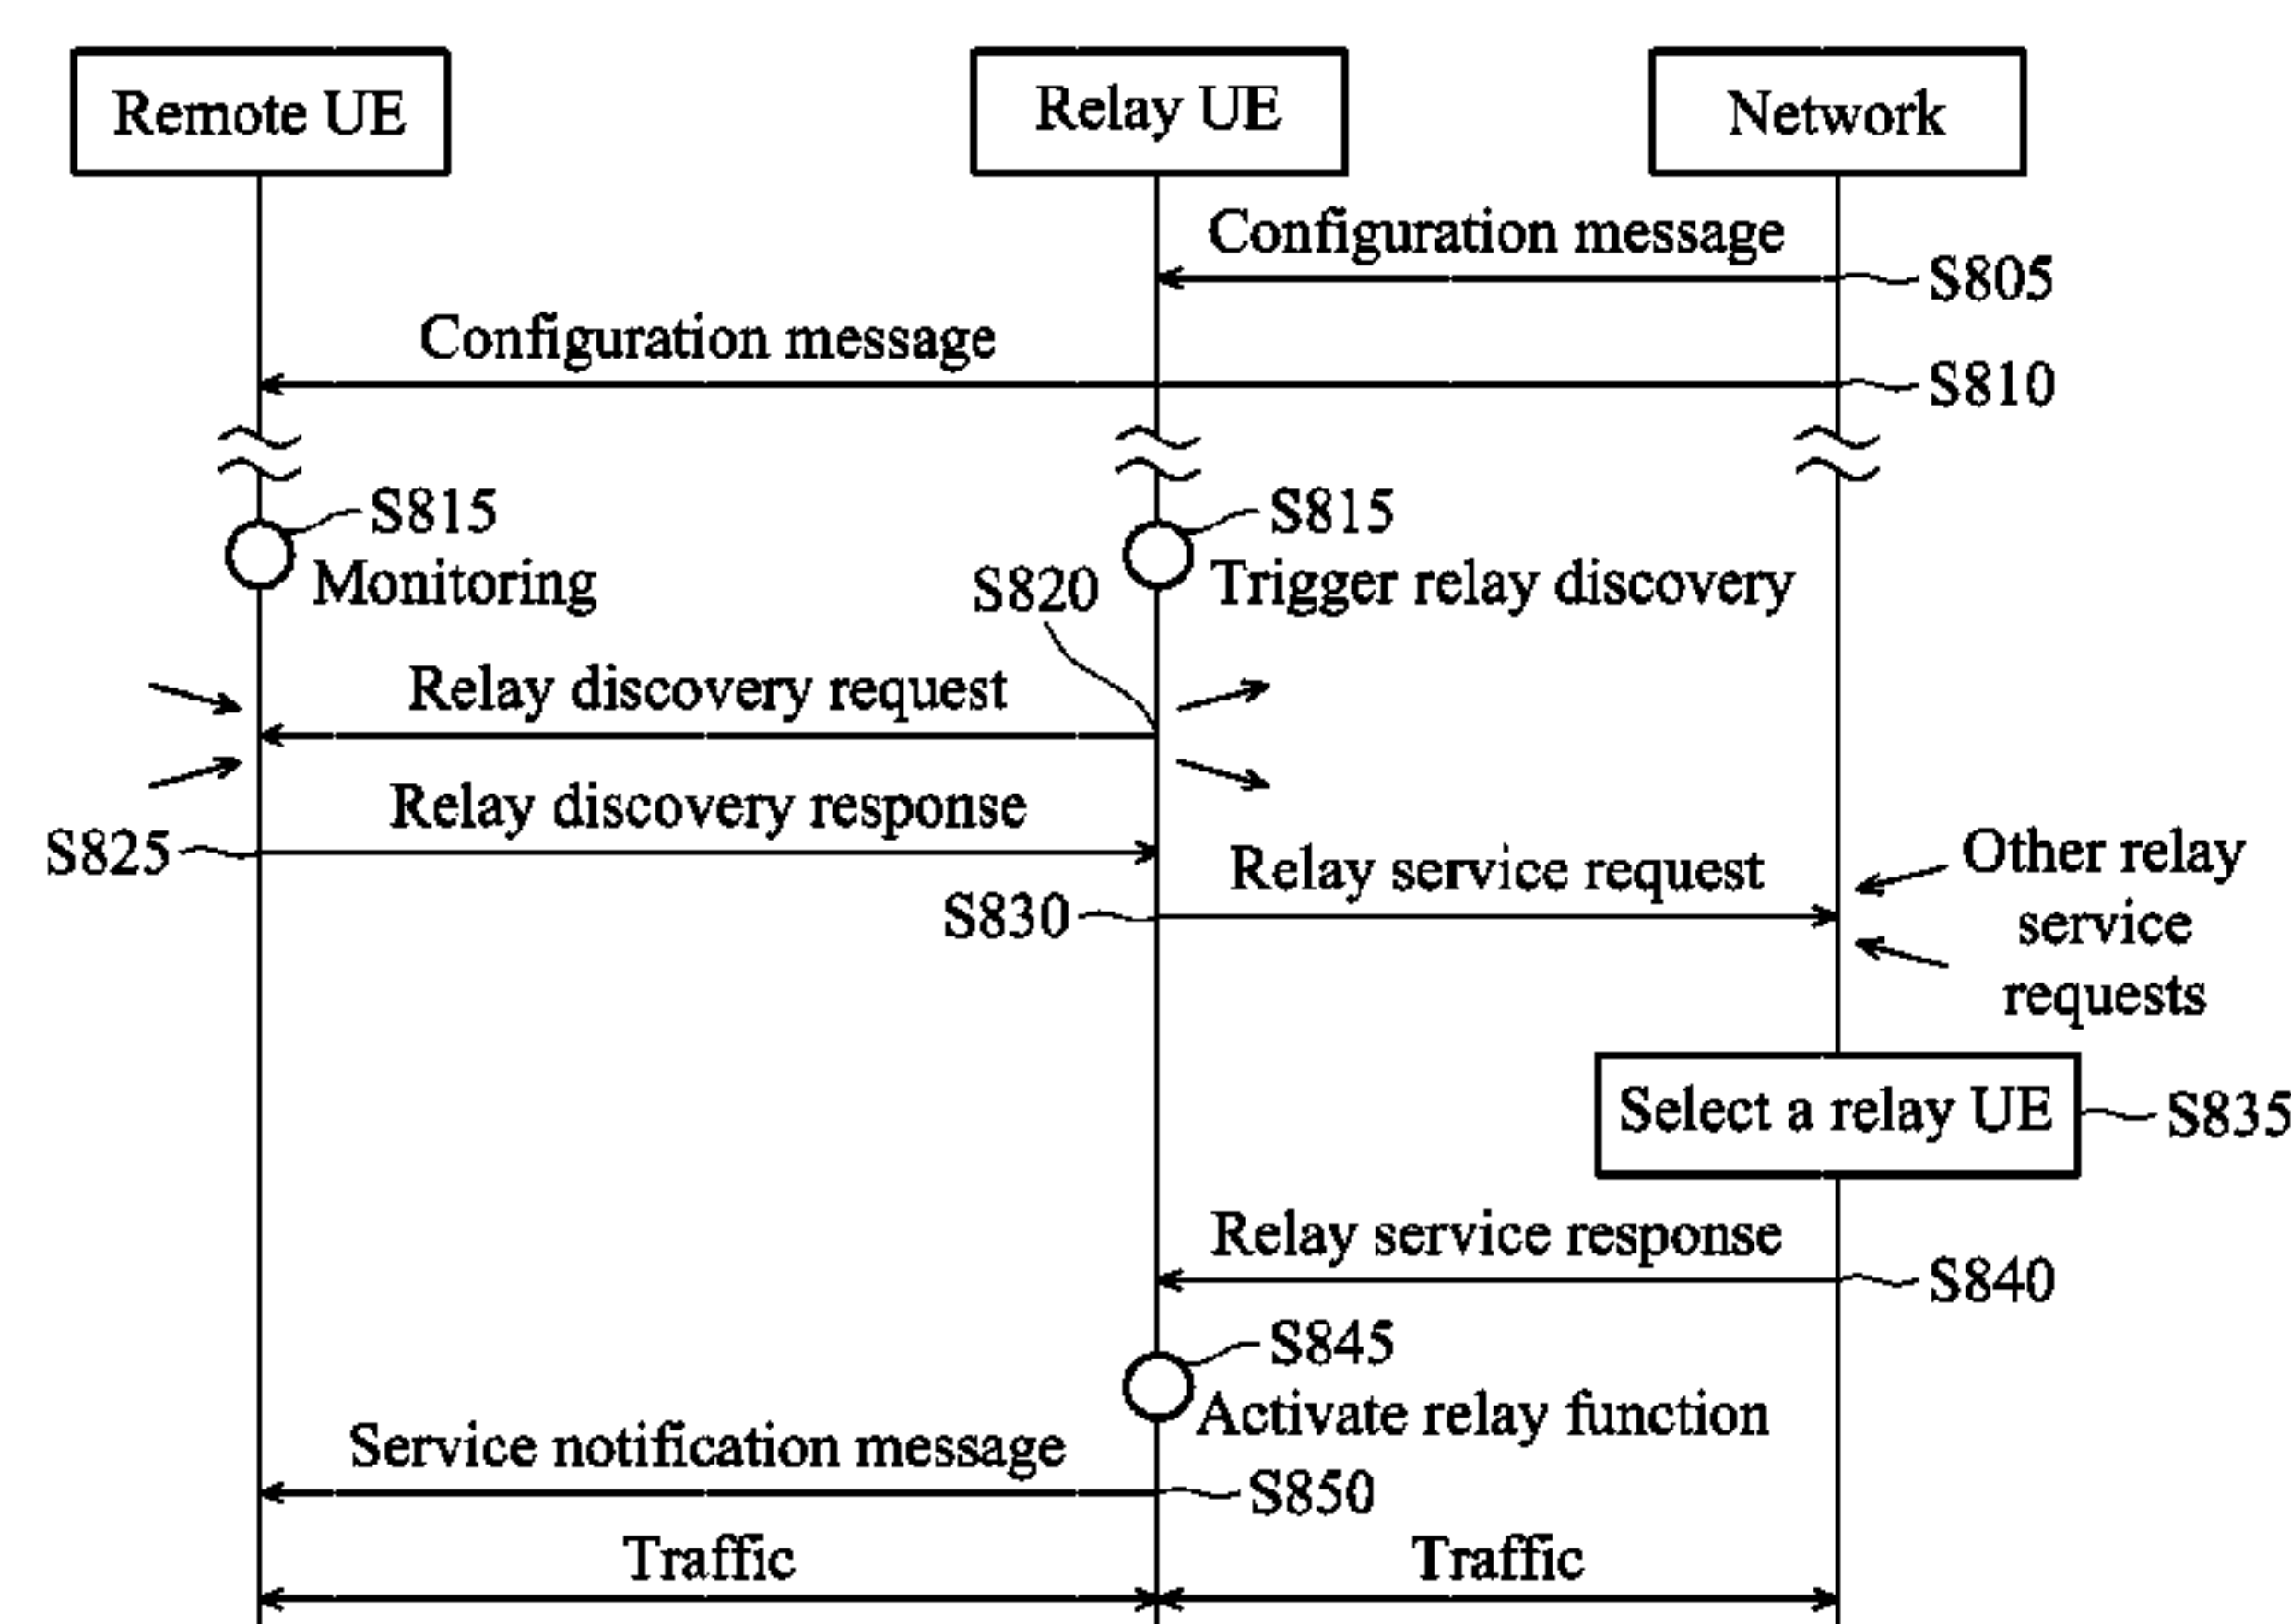 Remote UE
Relay UE
Network
Configuration message
S805
Configuration message
S810
S815
S815
Monitoring
S820
Trigger relay discovery
Relay discovery request
Relay discovery response
S825
Relay service request
Other relay
service
requests
S830
Select a relay UE
S835
Relay service response
S840
S845
Activate relay function
Service notification message
S850
Traffic
Traffic